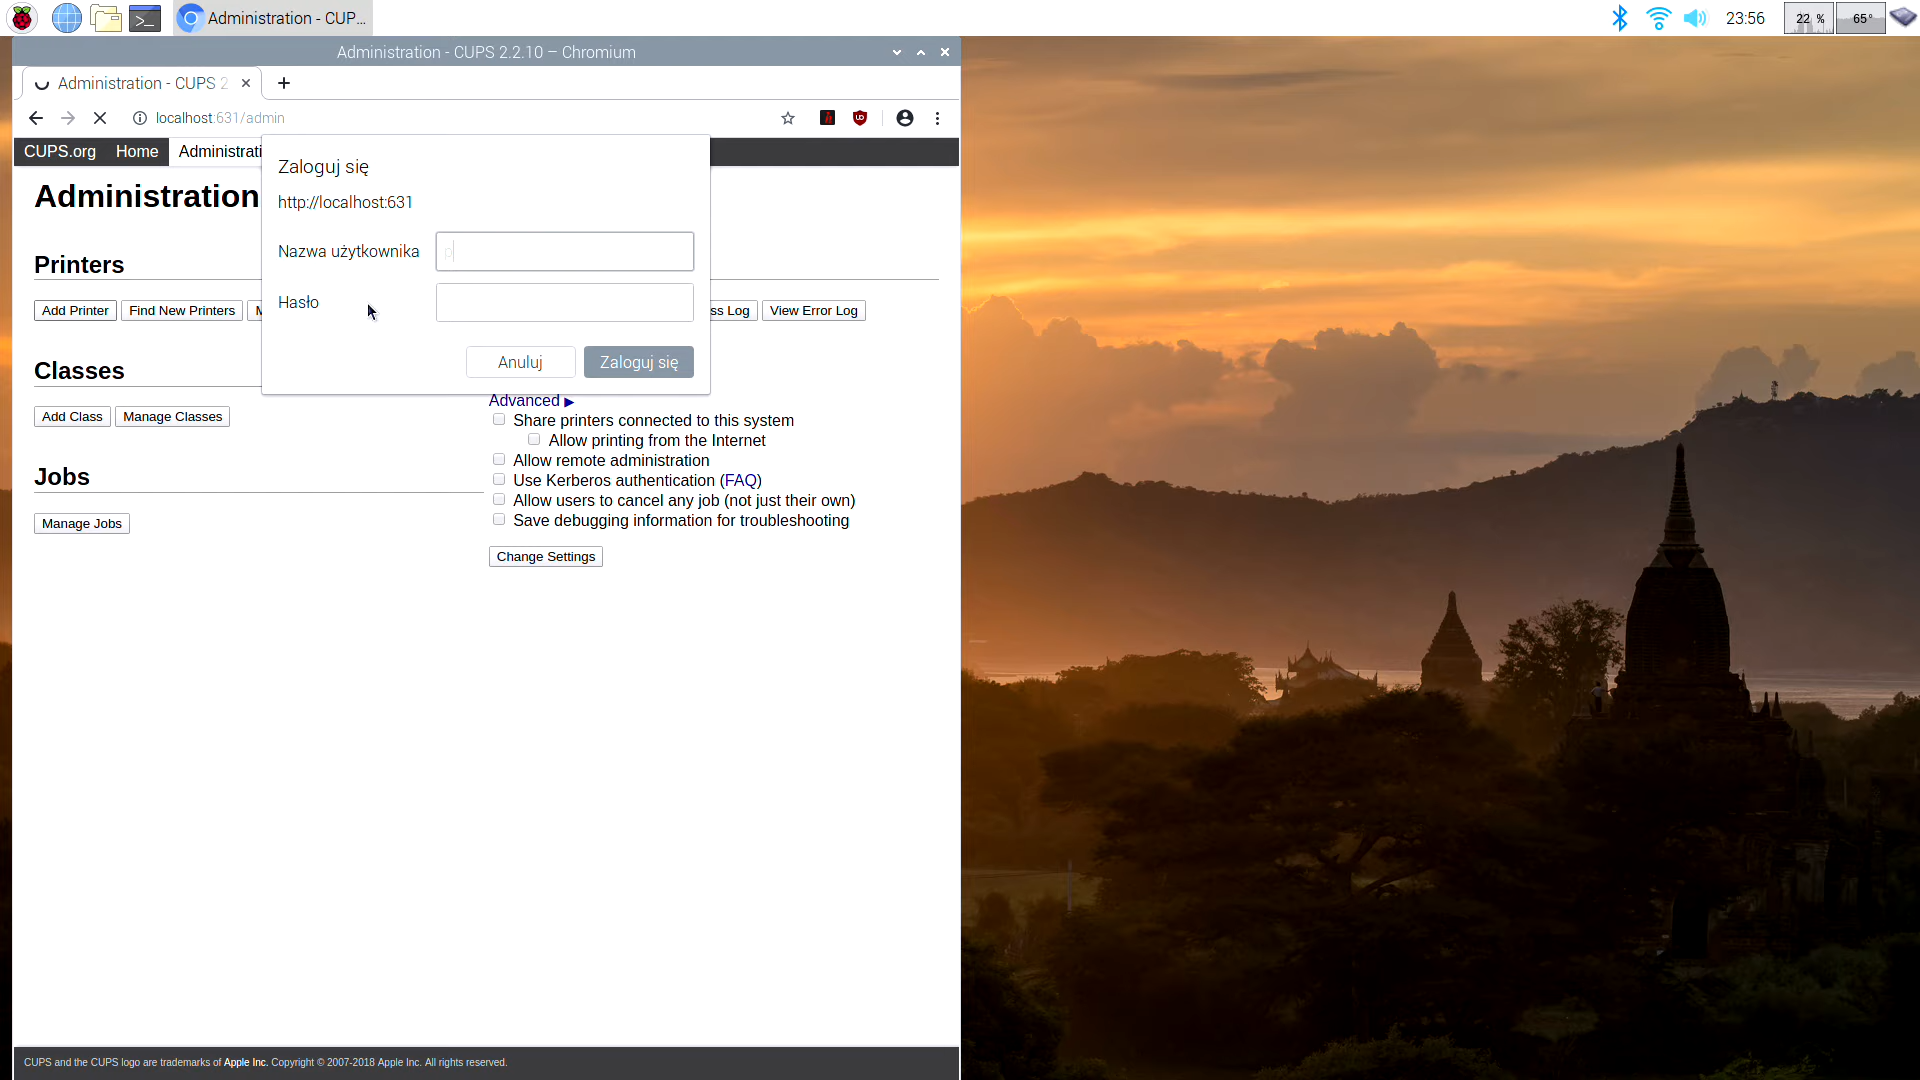 Administration - CUP...
23:56
22 %
65°
Administration - CUPS 2.2.10 – Chromium
Administration - CUPS 2
localhost:631/admin
CUPS.org Home Administrati
Zaloguj się
http://localhost:631
Nazwa użytkownika
p
Hasło
Anuluj Zaloguj się
Administration
Printers
Add Printer Find New Printers M ss Log View Error Log
Classes
Add Class Manage Classes
Jobs
Manage Jobs
Advanced ▶
Share printers connected to this system
Allow printing from the Internet
Allow remote administration
Use Kerberos authentication (FAQ)
Allow users to cancel any job (not just their own)
Save debugging information for troubleshooting
Change Settings
CUPS and the CUPS logo are trademarks of Apple Inc. Copyright © 2007-2018 Apple Inc. All rights reserved.